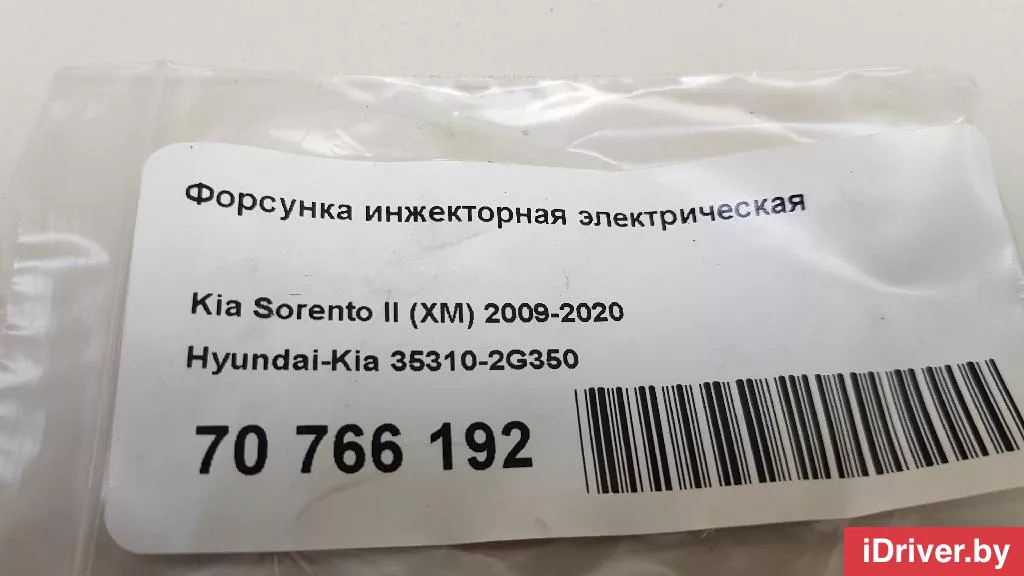 Форсунка инжекторная электрическая
Kia Sorento II (XM) 2009-2020
Hyundai-Kia 35310-2G350
70 766 192
iDriver.by